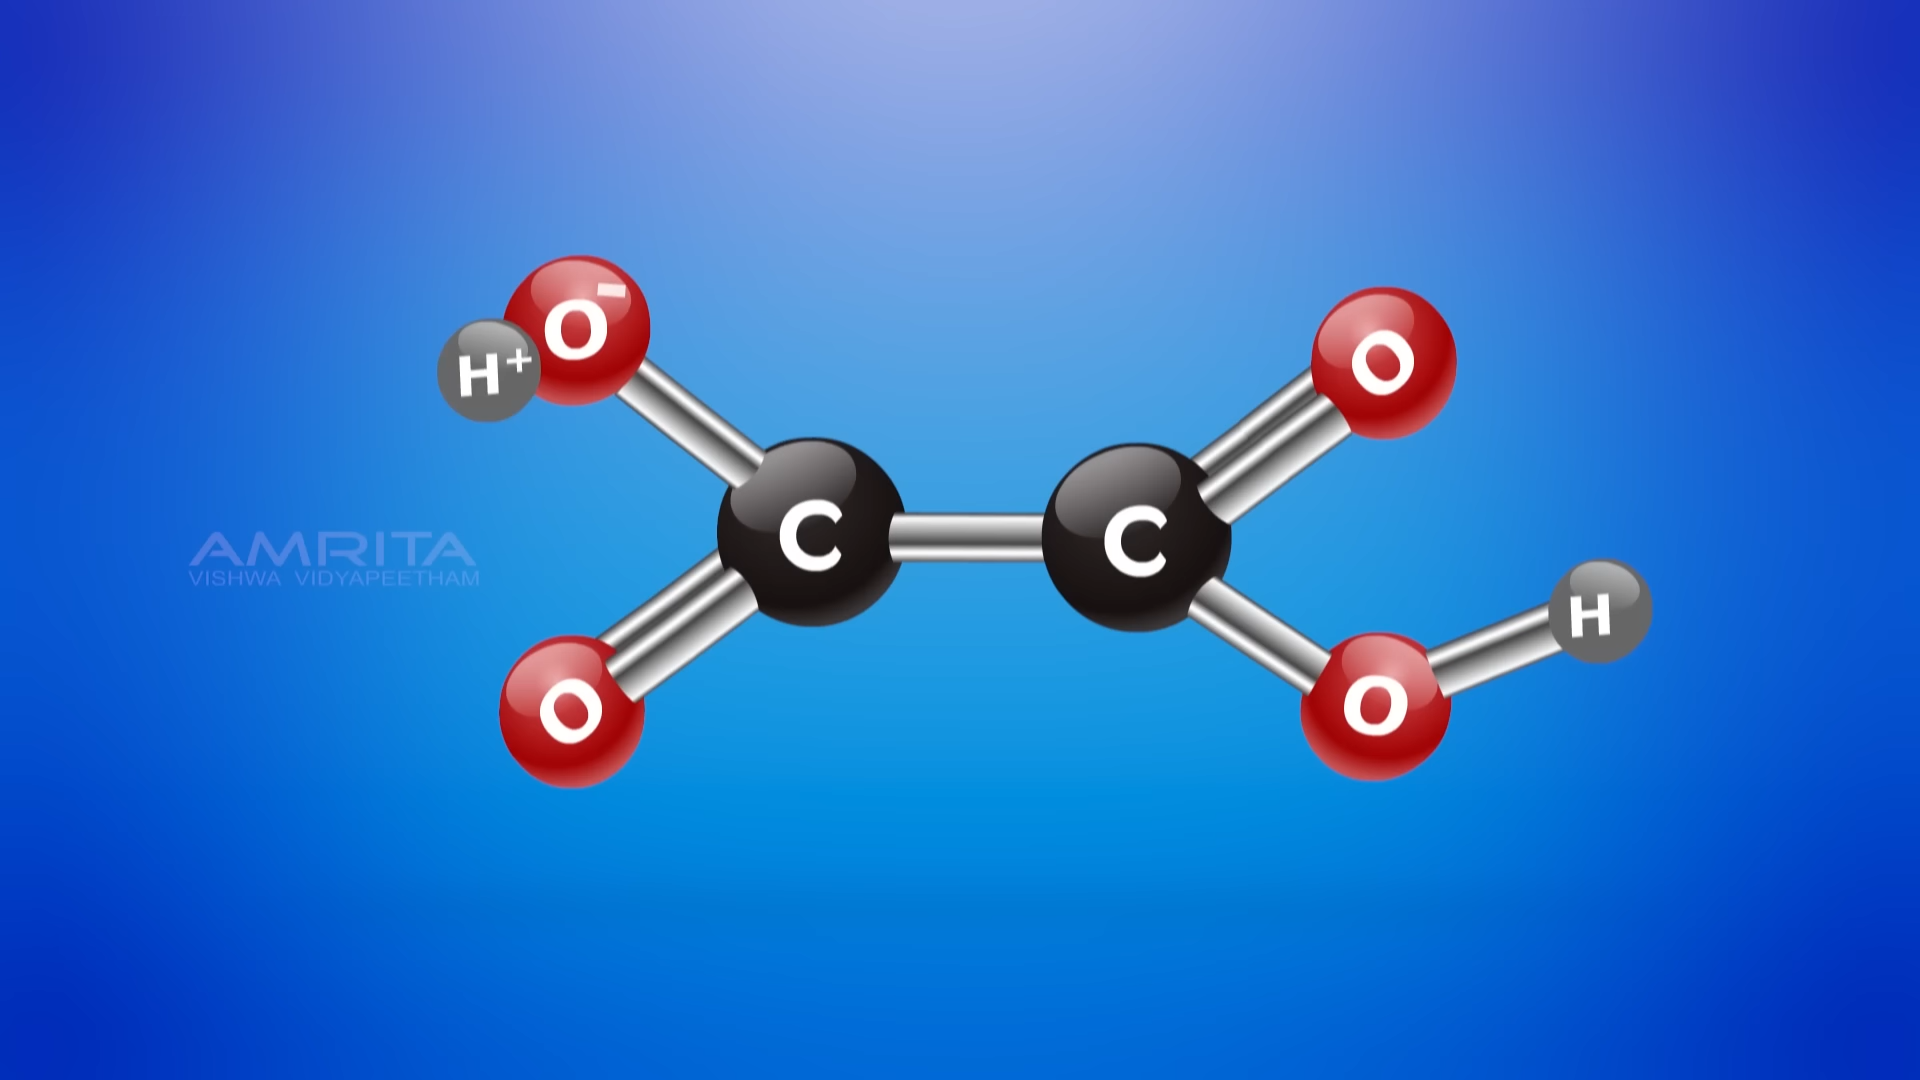 O-
H+
O
C
C
H
O
O
AMRITA
VISHWA VIDYAPEETHAM